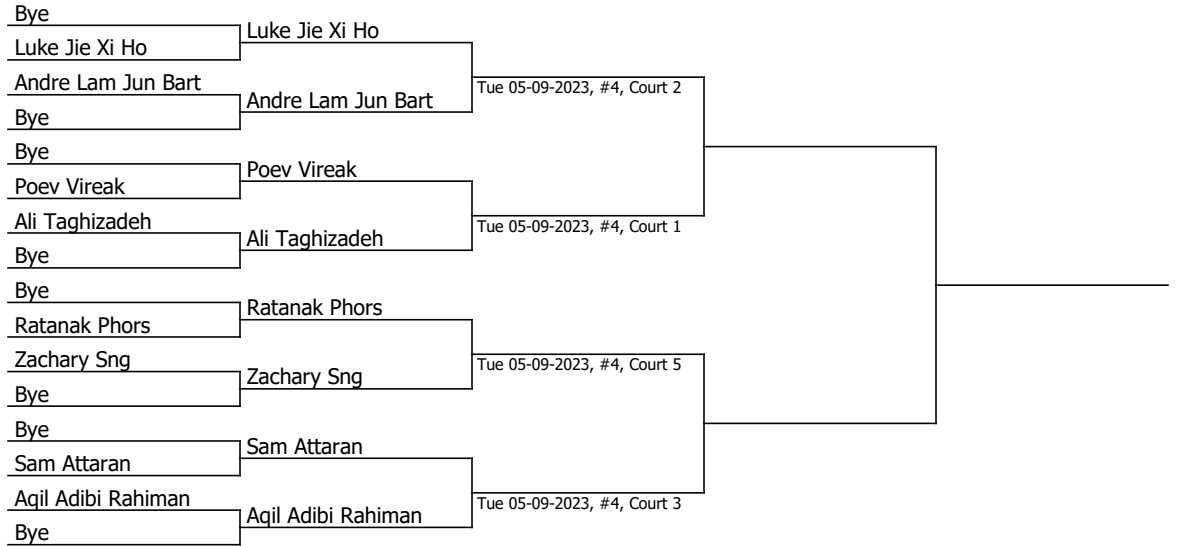 Bye
Luke Jie Xi Ho
Andre Lam Jun Bart
Bye
Bye
Poev Vireak
Ali Taghizadeh
Bye
Bye
Ratanak Phors
Zachary Sng
Bye
Bye
Sam Attaran
Aqil Adibi Rahiman
Bye
Luke Jie Xi Ho
Andre Lam Jun Bart
Poev Vireak
Ali Taghizadeh
Ratanak Phors
Zachary Sng
Sam Attaran
Aqil Adibi Rahiman
Tue 05-09-2023, #4, Court 2
Tue 05-09-2023, #4, Court 1
Tue 05-09-2023, #4, Court 5
Tue 05-09-2023, #4, Court 3